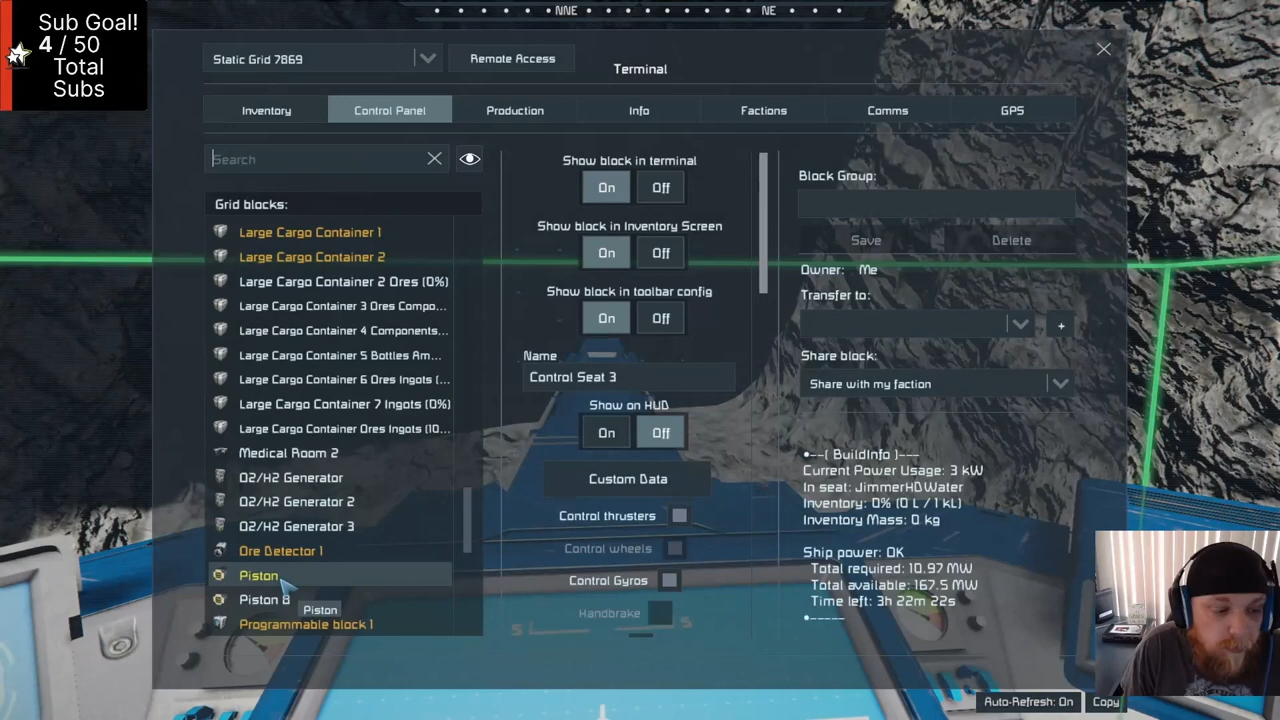 NNE NE
Sub Goal!
4 / 50
Total
Subs
Static Grid 7869
Remote Access
Terminal
Inventory
Control Panel
Production
Info
Factions
Comms
GPS
Search
Grid blocks:
Large Cargo Container 1
Large Cargo Container 2
Large Cargo Container 2 Ores (0%)
Large Cargo Container 3 Ores Compo...
Large Cargo Container 4 Components...
Large Cargo Container 5 Bottles Am...
Large Cargo Container 6 Ores Ingots (...
Large Cargo Container 7 Ingots (0%)
Large Cargo Container Ores Ingots (10...
Medical Room 2
O2/H2 Generator
O2/H2 Generator 2
O2/H2 Generator 3
Ore Detector 1
Piston
Piston 8
Piston
Programmable block 1
Show block in terminal
On Off
Show block in Inventory Screen
On Off
Show block in toolbar config
On Off
Name
Control Seat 3
Show on HUD
On Off
Custom Data
Control thrusters
Control wheels
Control Gyros
Handbrake
Block Group:
Save Delete
Owner: Me
Transfer to:
+
Share block:
Share with my faction
•--( BuildInfo )---
Current Power Usage: 3 kW
In seat: JimmerHDWater
Inventory: 0% (0 L / 1 kL)
Inventory Mass: 0 kg
Ship power: OK
Total required: 10.97 MW
Total available: 167.5 MW
Time left: 3h 22m 22s
•-----
S S
Auto-Refresh: On
Copy